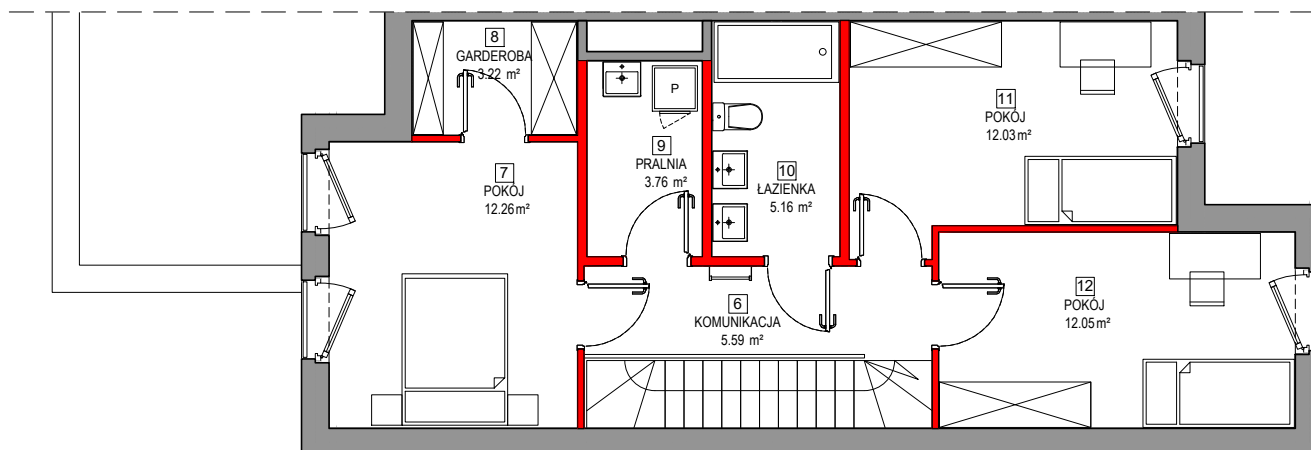 8
GARDEROBA
3.22 m²
P
9
PRALNIA
3.76 m²
7
POKÓJ
12.26 m²
10
ŁAZIENKA
5.16 m²
11
POKÓJ
12.03 m²
6
KOMUNIKACJA
5.59 m²
12
POKÓJ
12.05 m²